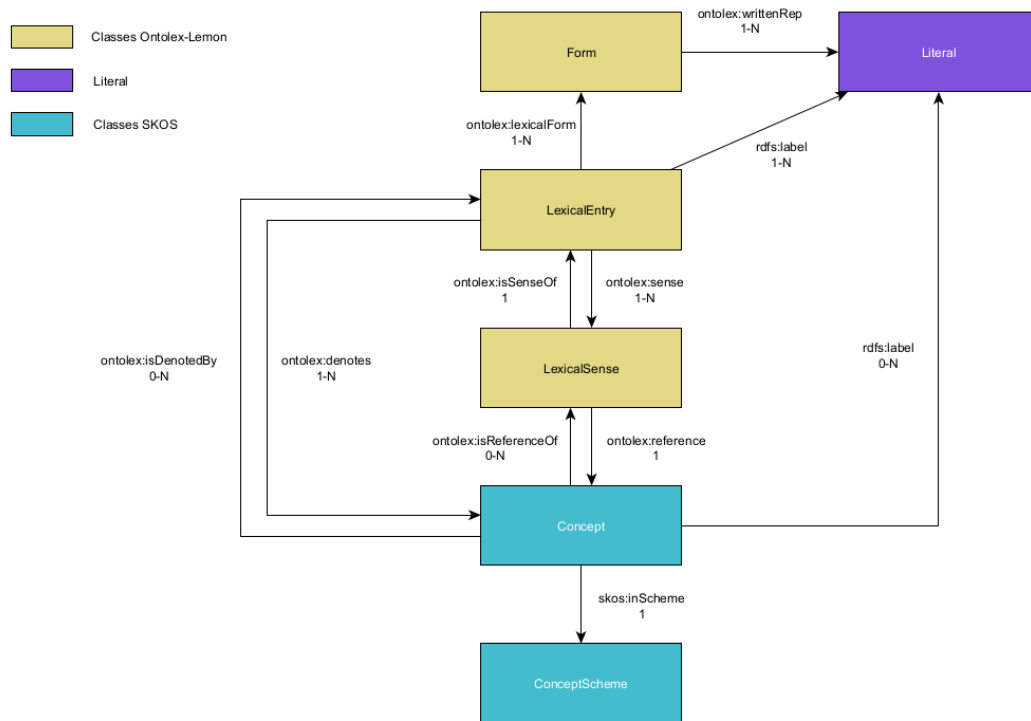 Classes Ontolex-Lemon
Literal
Classes SKOS
Form
ontolex:writtenRep
1-N
Literal
ontolex:lexicalForm
1-N
rdfs:label
1-N
LexicalEntry
ontolex:isSenseOf
1
ontolex:sense
1-N
ontolex:isDenotedBy
0-N
ontolex:denotes
1-N
LexicalSense
rdfs:label
0-N
ontolex:isReferenceOf
0-N
ontolex:reference
1
Concept
skos:inScheme
1
ConceptScheme